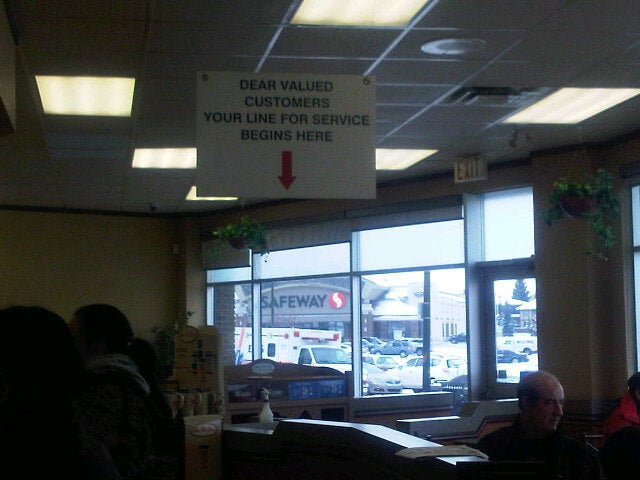 DEAR VALUED
CUSTOMERS
YOUR LINE FOR SERVICE
BEGINS HERE
EXIT
SAFEWAY